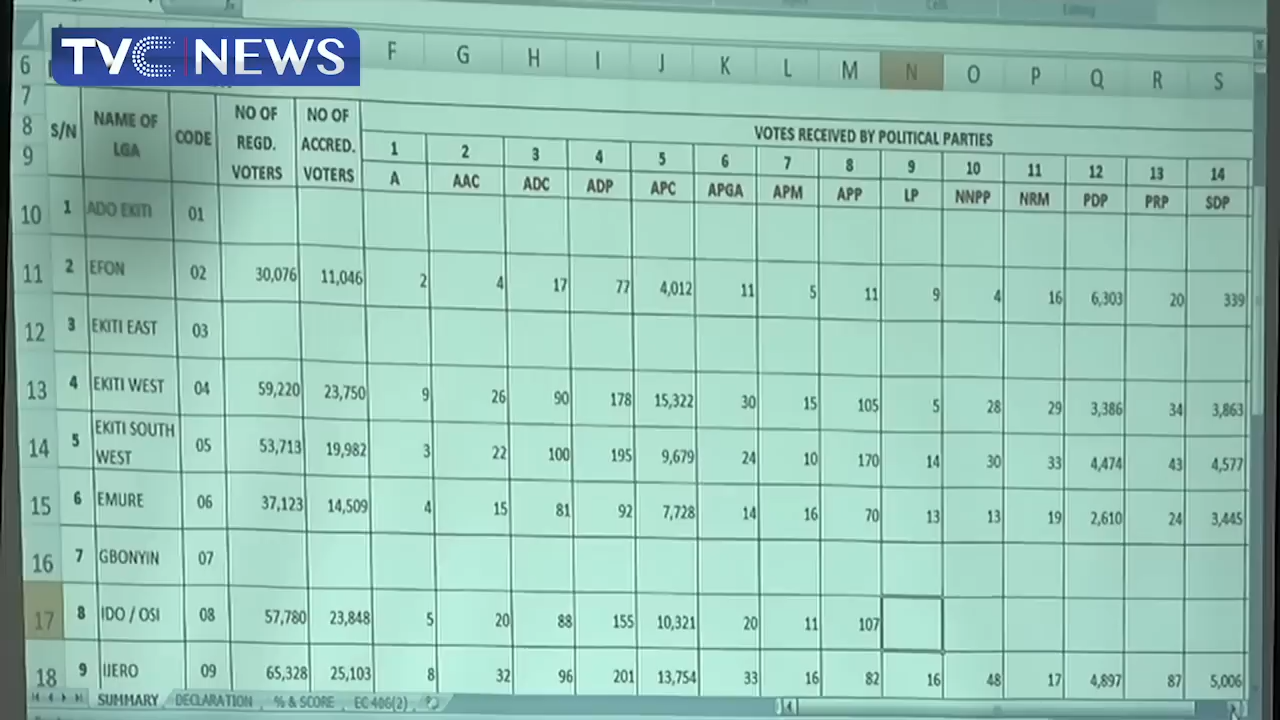 TVC NEWS
F G H I J K L M N O P Q R S
6
7
8
9
S/N NAME OF LGA CODE NO OF REGD. VOTERS NO OF ACCRED. VOTERS VOTES RECEIVED BY POLITICAL PARTIES
1 2 3 4 5 6 7 8 9 10 11 12 13 14
A AAC ADC ADP APC APGA APM APP LP NNPP NRM PDP PRP SDP
10 1 ADO EKITI 01
11 2 EFON 02 30,076 11,046 2 4 17 77 4,012 11 5 11 9 4 16 6,303 20 339
12 3 EKITI EAST 03
13 4 EKITI WEST 04 59,220 23,750 9 26 90 178 15,322 30 15 105 5 28 29 3,386 34 3,863
14 5 EKITI SOUTH WEST 05 53,713 19,982 3 22 100 195 9,679 24 10 170 14 30 33 4,474 43 4,577
15 6 EMURE 06 37,123 14,509 4 15 81 92 7,728 14 16 70 13 13 19 2,610 24 3,445
16 7 GBONYIN 07
17 8 IDO / OSI 08 57,780 23,848 5 20 88 155 10,321 20 11 107
18 9 IJERO 09 65,328 25,103 8 32 96 201 13,754 33 16 82 16 48 17 4,897 87 5,006
SUMMARY DECLARATION % & SCORE EC 40G(2)